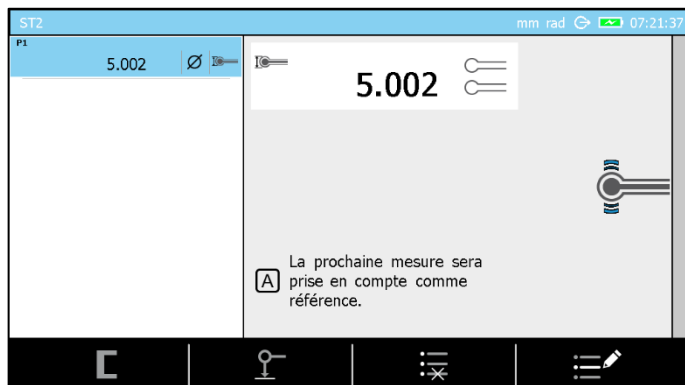 ST2
mm rad 07:21:37
P1
5.002 Ø
5.002
A
La prochaine mesure sera
prise en compte comme
référence.